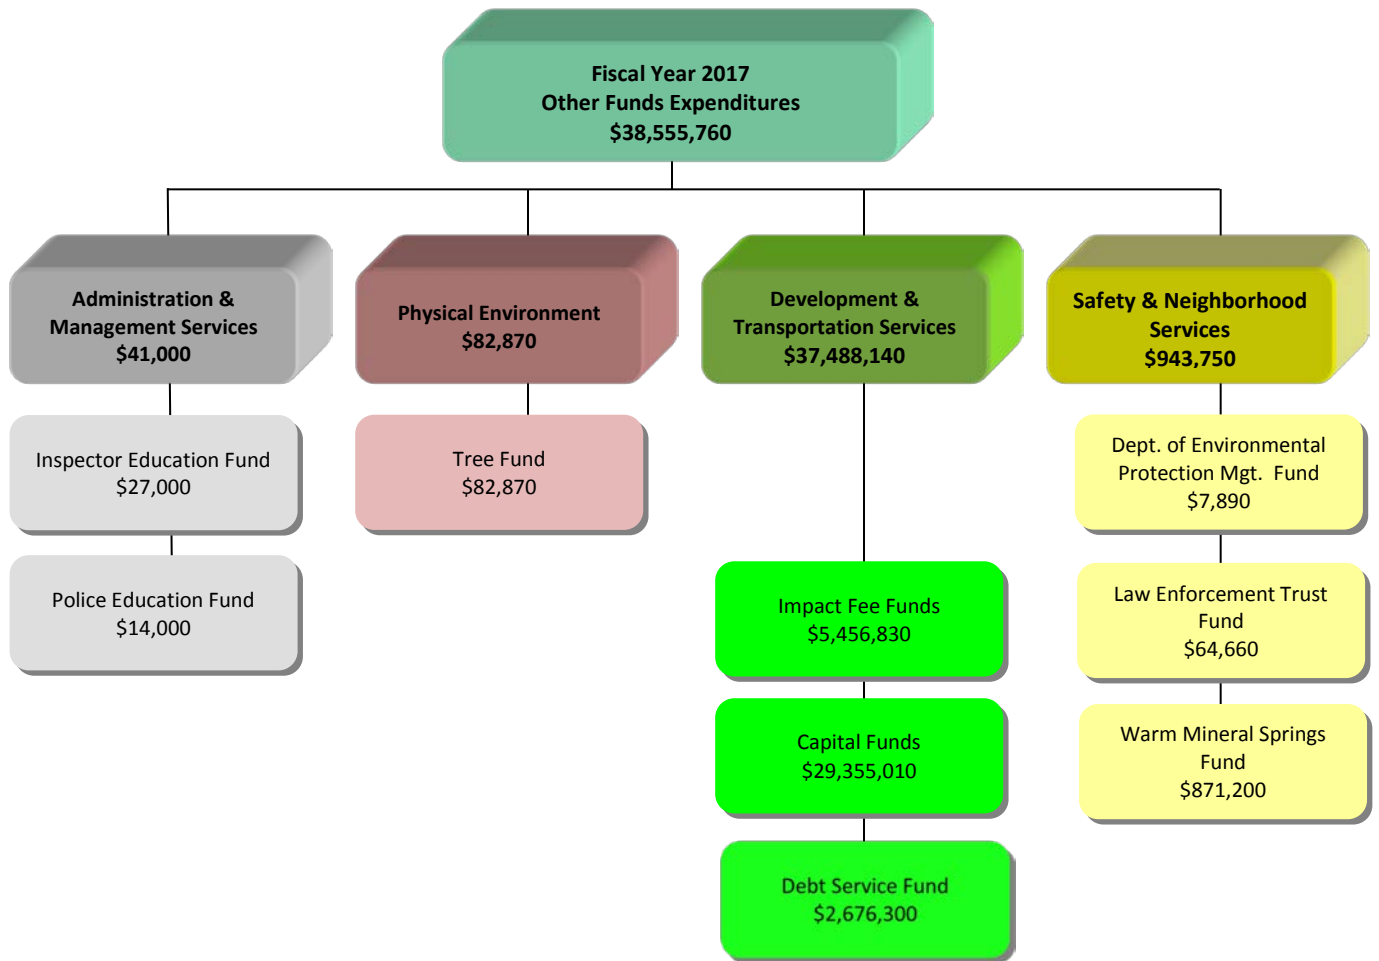 Fiscal Year 2017
Other Funds Expenditures
$38,555,760
Administration &
Management Services
$41,000
Physical Environment
$82,870
Development &
Transportation Services
$37,488,140
Safety & Neighborhood
Services
$943,750
Inspector Education Fund
$27,000
Police Education Fund
$14,000
Tree Fund
$82,870
Impact Fee Funds
$5,456,830
Capital Funds
$29,355,010
Debt Service Fund
$2,676,300
Dept. of Environmental
Protection Mgt. Fund
$7,890
Law Enforcement Trust
Fund
$64,660
Warm Mineral Springs
Fund
$871,200